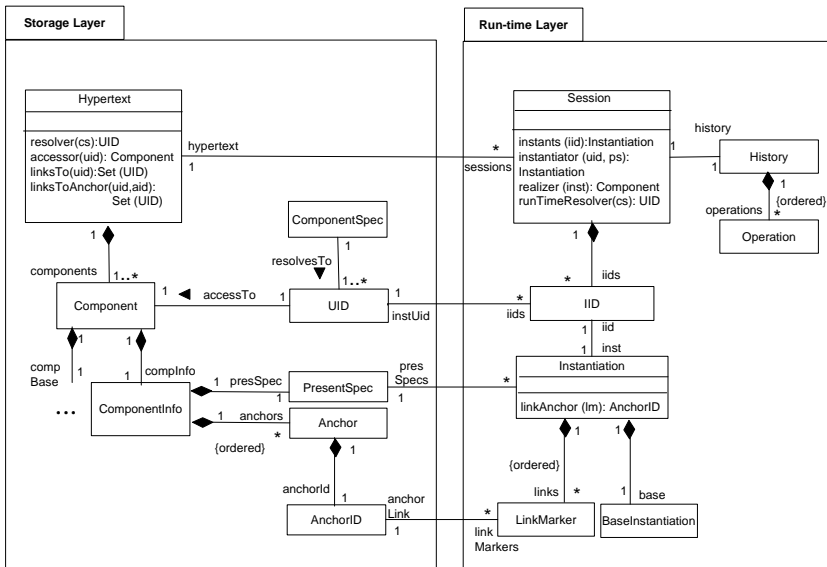 Storage Layer
Hypertext
resolver(cs):UID
accessor(uid): Component
linksTo(uid):Set (UID)
linksToAnchor(uid,aid):
Set (UID)
hypertext
1
1
components
1..*
ComponentSpec
1
resolvesTo
1..*
Component
1
accessTo
1
UID
1
instUid
1
1
comp
Base
1
compInfo
1
...
ComponentInfo
1
presSpec
1
PresentSpec
pres
Specs
1
1
anchors
{ordered}
*
Anchor
1
anchorId
1
AnchorID
anchor
Link
1
Run-time Layer
Session
instants (iid):Instantiation
instantiator (uid, ps):
Instantiation
realizer (inst): Component
runTimeResolver(cs): UID
*
sessions
1
history
1
History
1
{ordered}
operations
*
Operation
1
*
iids
*
iids
IID
1
iid
1
inst
*
Instantiation
linkAnchor (lm): AnchorID
1
1
{ordered}
links
*
1
base
*
link
Markers
LinkMarker
BaseInstantiation